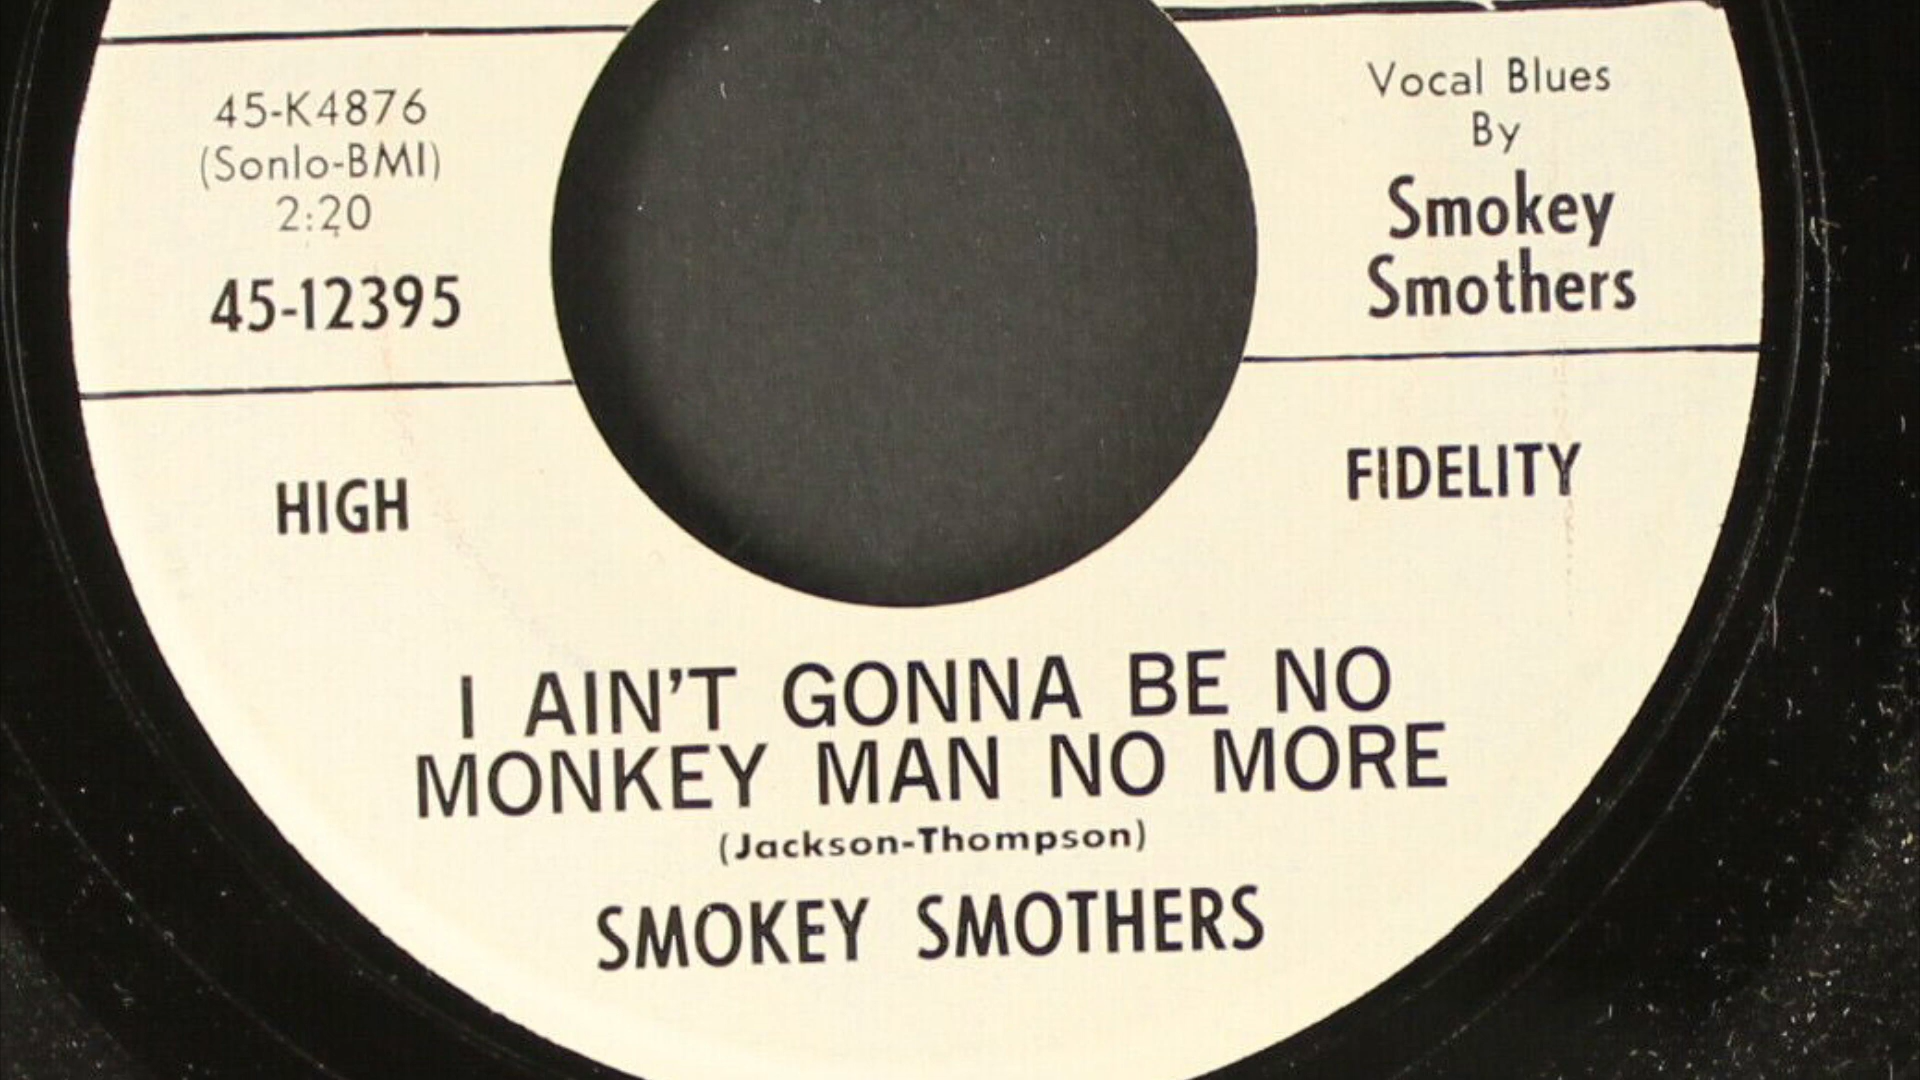 45-K4876
(Sonlo-BMI)
2:20
45-12395
Vocal Blues
By
Smokey
Smothers
HIGH
FIDELITY
I AIN'T GONNA BE NO
MONKEY MAN NO MORE
(Jackson-Thompson)
SMOKEY SMOTHERS